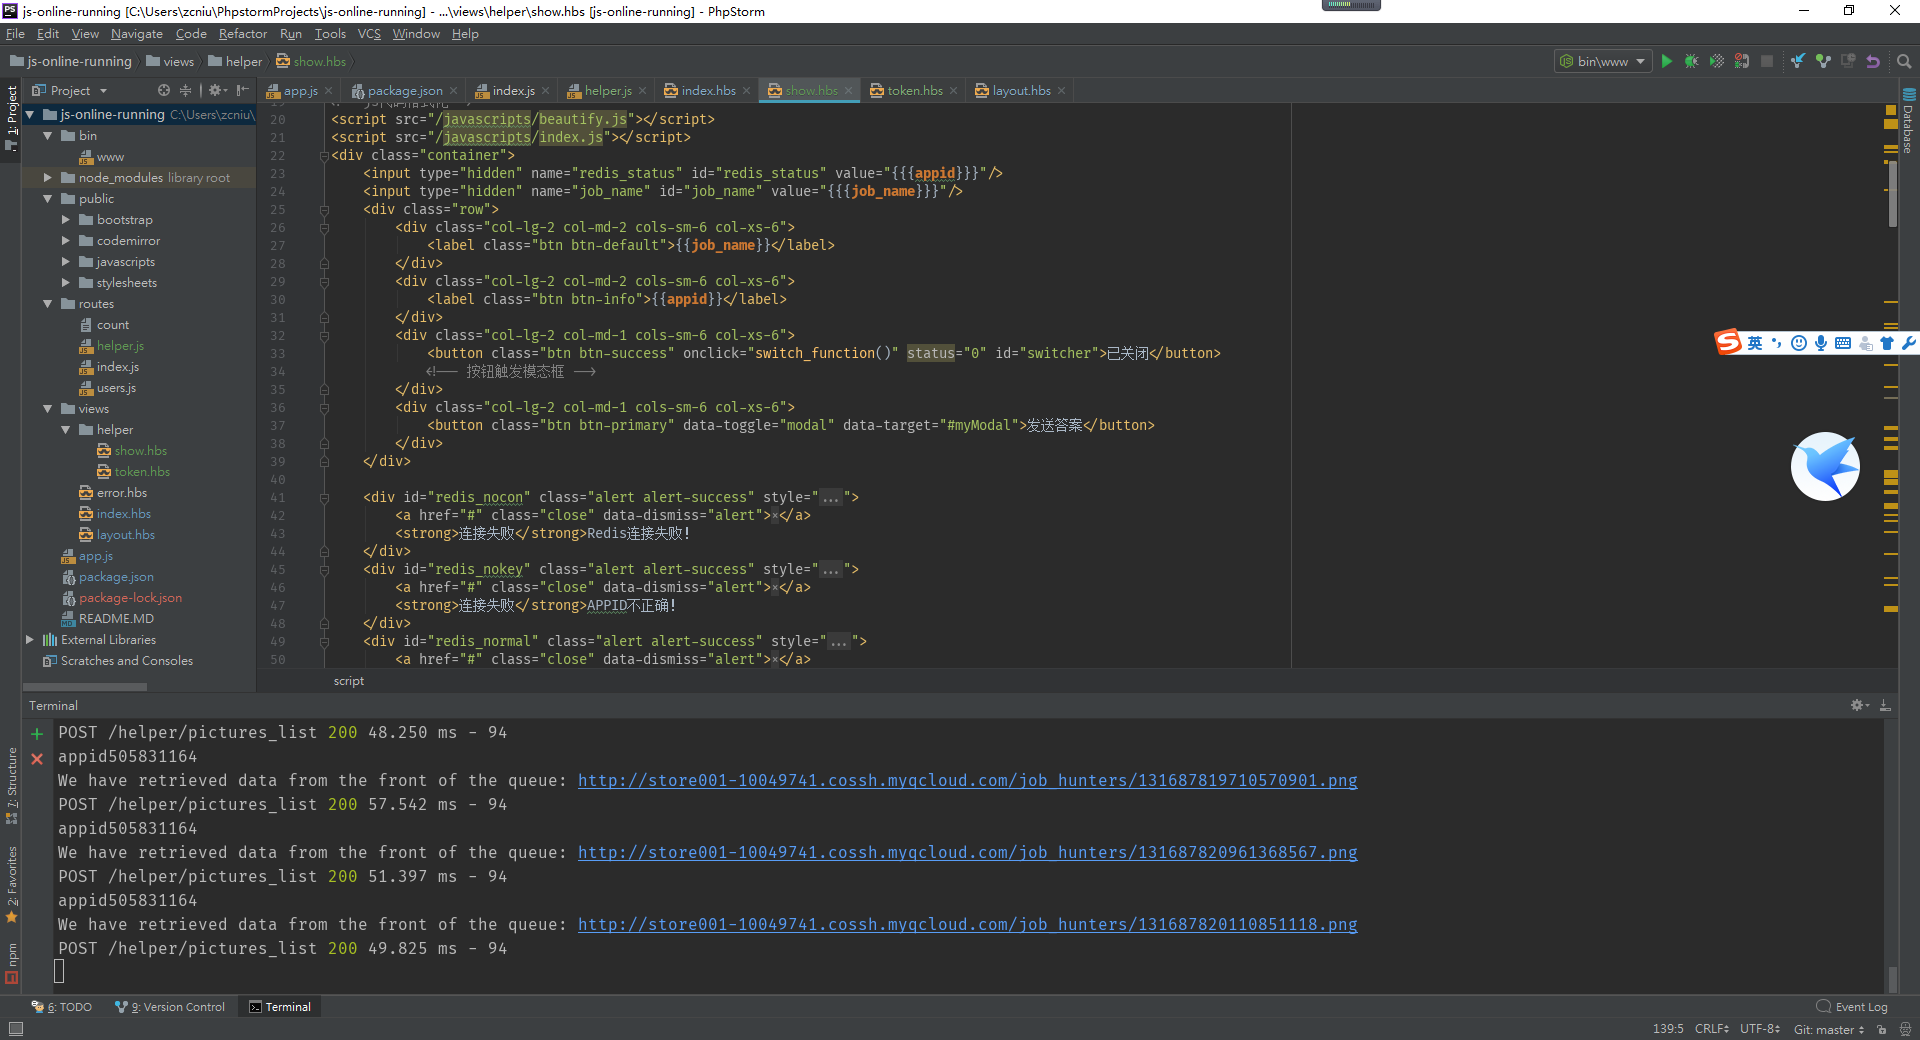 PS js-online-running [C:\Users\zcniu\PhpstormProjects\js-online-running] - ...\views\helper\show.hbs [js-online-running] - PhpStorm
File Edit View Navigate Code Refactor Run Tools VCS Window Help
js-online-running views helper show.hbs bin\www
Project app.js package.json index.js helper.js index.hbs show.hbs token.hbs layout.hbs
1: Project
Database
js-online-running C:\Users\zcniu\
bin
www
node_modules library root
public
bootstrap
codemirror
javascripts
stylesheets
routes
count
helper.js
index.js
users.js
views
helper
show.hbs
token.hbs
error.hbs
index.hbs
layout.hbs
app.js
package.json
package-lock.json
README.MD
External Libraries
Scratches and Consoles
20 <script src="/javascripts/beautify.js"></script>
21 <script src="/javascripts/index.js"></script>
22 <div class="container">
23 <input type="hidden" name="redis_status" id="redis_status" value="{{{appid}}}"/>
24 <input type="hidden" name="job_name" id="job_name" value="{{{job_name}}}"/>
25 <div class="row">
26 <div class="col-lg-2 col-md-2 cols-sm-6 col-xs-6">
27 <label class="btn btn-default">{{job_name}}</label>
28 </div>
29 <div class="col-lg-2 col-md-2 cols-sm-6 col-xs-6">
30 <label class="btn btn-info">{{appid}}</label>
31 </div>
32 <div class="col-lg-2 col-md-1 cols-sm-6 col-xs-6">
33 <button class="btn btn-success" onclick="switch_function()" status="0" id="switcher">已关闭</button>
34 <!-- 按钮触发模态框 -->
35 </div>
36 <div class="col-lg-2 col-md-1 cols-sm-6 col-xs-6">
37 <button class="btn btn-primary" data-toggle="modal" data-target="#myModal">发送答案</button>
38 </div>
39 </div>
40
41 <div id="redis_nocon" class="alert alert-success" style="...">
42 <a href="#" class="close" data-dismiss="alert">×</a>
43 <strong>连接失败</strong>Redis连接失败!
44 </div>
45 <div id="redis_nokey" class="alert alert-success" style="...">
46 <a href="#" class="close" data-dismiss="alert">×</a>
47 <strong>连接失败</strong>APPID不正确!
48 </div>
49 <div id="redis_normal" class="alert alert-success" style="...">
50 <a href="#" class="close" data-dismiss="alert">×</a>
script
英
Terminal
POST /helper/pictures_list 200 48.250 ms - 94
appid505831164
We have retrieved data from the front of the queue: http://store001-10049741.cossh.myqcloud.com/job_hunters/131687819710570901.png
POST /helper/pictures_list 200 57.542 ms - 94
appid505831164
We have retrieved data from the front of the queue: http://store001-10049741.cossh.myqcloud.com/job_hunters/131687820961368567.png
POST /helper/pictures_list 200 51.397 ms - 94
appid505831164
We have retrieved data from the front of the queue: http://store001-10049741.cossh.myqcloud.com/job_hunters/131687820110851118.png
POST /helper/pictures_list 200 49.825 ms - 94
7: Structure
2: Favorites
npm
6: TODO 9: Version Control Terminal Event Log
139:5 CRLF UTF-8 Git: master